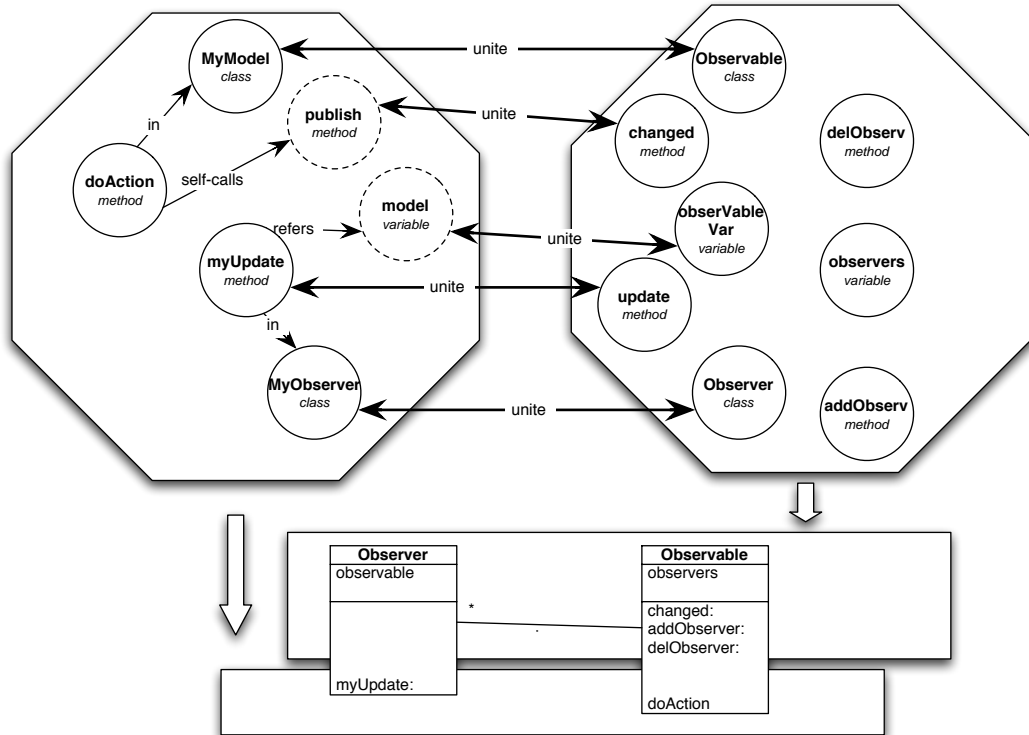 MyModel
class
unite
Observable
class
publish
method
unite
changed
method
delObserv
method
in
doAction
method
self-calls
model
variable
refers
unite
obserVable
Var
variable
myUpdate
method
unite
update
method
observers
variable
in
MyObserver
class
unite
Observer
class
addObserv
method
Observer
observable
*
.
myUpdate:
Observable
observers
changed:
addObserver:
delObserver:
doAction